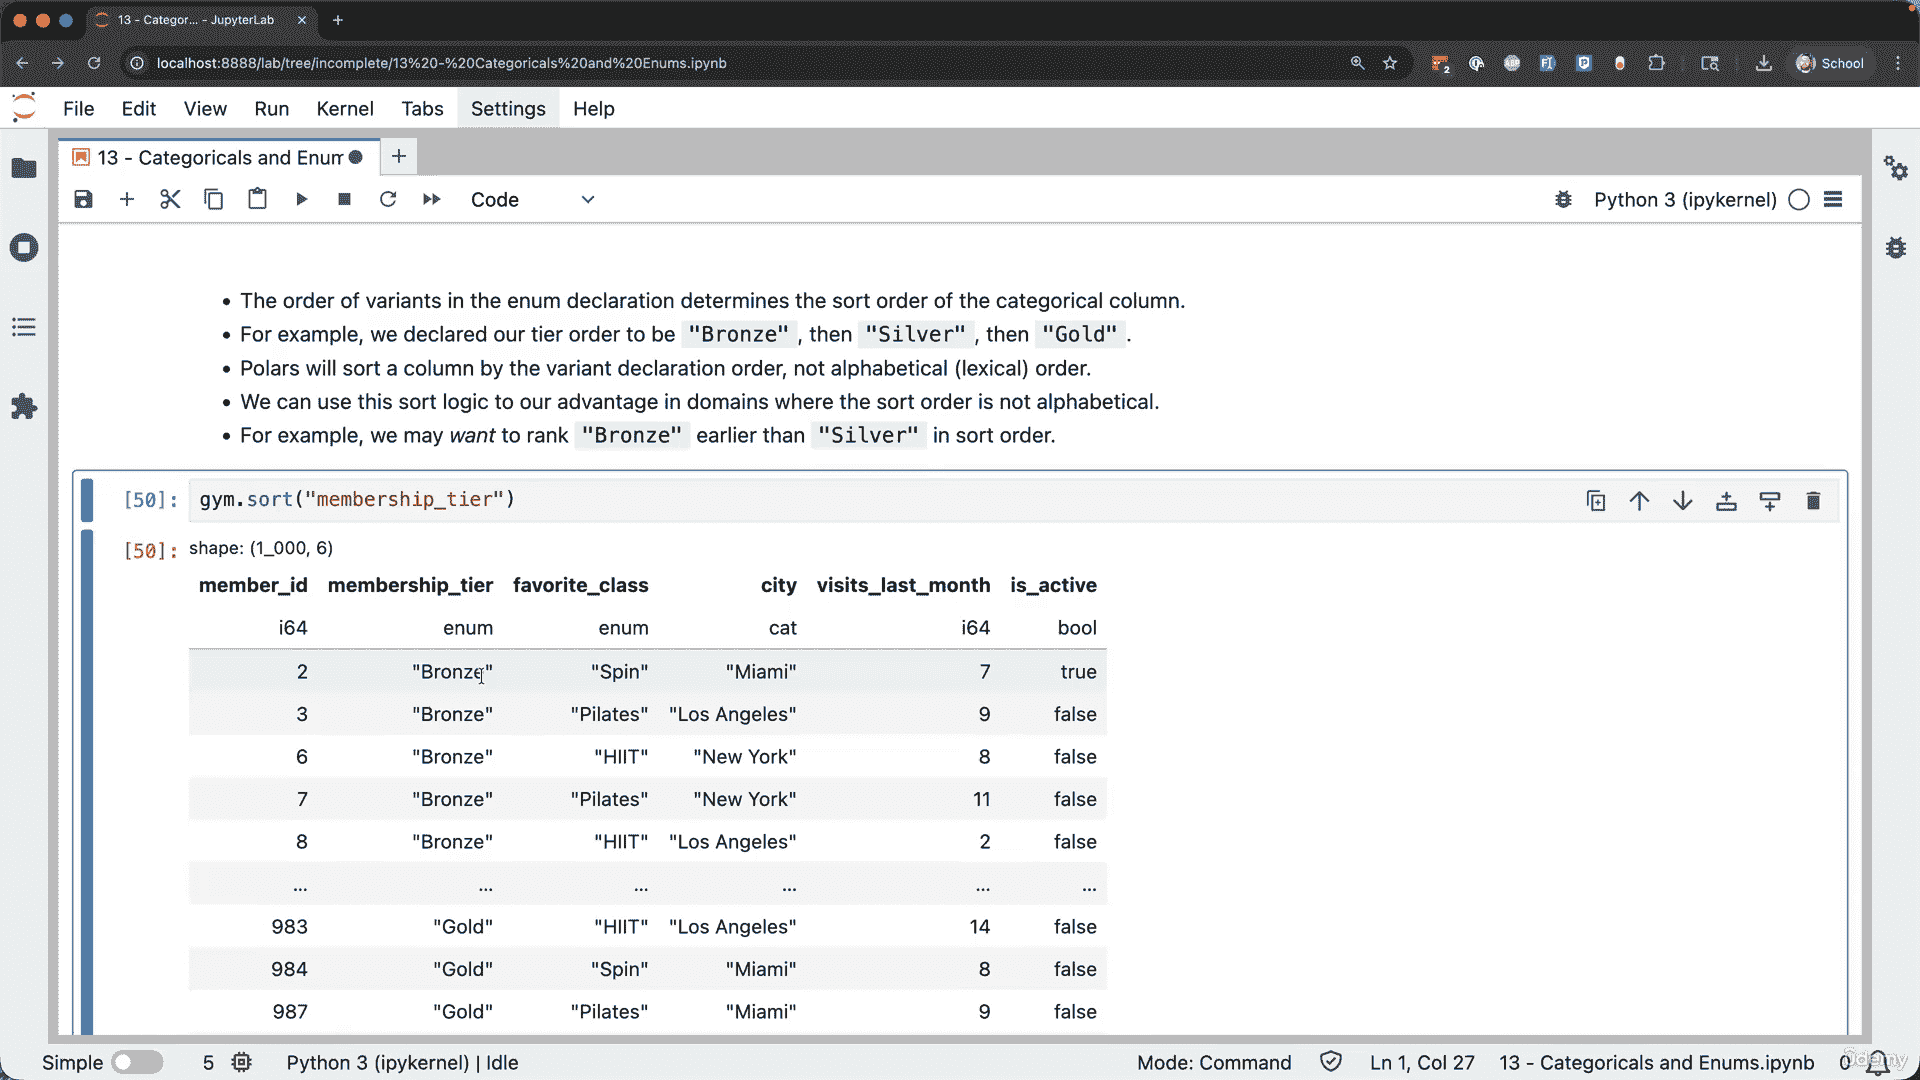 13 - Categor... - JupyterLab
localhost:8888/lab/tree/incomplete/13%20-%20Categoricals%20and%20Enums.ipynb
2
School
File Edit View Run Kernel Tabs Settings Help
13 - Categoricals and Enum
Code
Python 3 (ipykernel)
The order of variants in the enum declaration determines the sort order of the categorical column.
For example, we declared our tier order to be "Bronze" , then "Silver" , then "Gold" .
Polars will sort a column by the variant declaration order, not alphabetical (lexical) order.
We can use this sort logic to our advantage in domains where the sort order is not alphabetical.
For example, we may want to rank "Bronze" earlier than "Silver" in sort order.
[50]: gym.sort("membership_tier")
[50]: shape: (1_000, 6)
member_id membership_tier favorite_class city visits_last_month is_active
i64 enum enum cat i64 bool
2 "Bronze" "Spin" "Miami" 7 true
3 "Bronze" "Pilates" "Los Angeles" 9 false
6 "Bronze" "HIIT" "New York" 8 false
7 "Bronze" "Pilates" "New York" 11 false
8 "Bronze" "HIIT" "Los Angeles" 2 false
... ... ... ... ... ...
983 "Gold" "HIIT" "Los Angeles" 14 false
984 "Gold" "Spin" "Miami" 8 false
987 "Gold" "Pilates" "Miami" 9 false
Simple 5 Python 3 (ipykernel) | Idle Mode: Command Ln 1, Col 27 13 - Categoricals and Enums.ipynb 0
Udemy